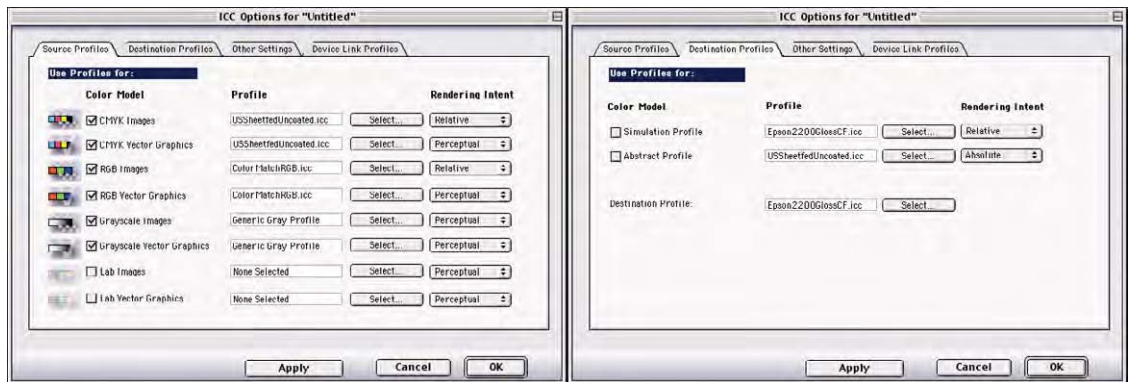 ICC Options for "Untitled"
Source Profiles Destination Profiles Other Settings Device Link Profiles
Use Profiles for:
Color Model Profile Rendering Intent
CMYK Images USSheetfedUncoated.icc Select... Relative
CMYK Vector Graphics USSheetfedUncoated.icc Select... Perceptual
RGB Images ColorMatchRGB.icc Select... Relative
RGB Vector Graphics ColorMatchRGB.icc Select... Perceptual
Grayscale Images Generic Gray Profile Select... Perceptual
Grayscale Vector Graphics Generic Gray Profile Select... Perceptual
Lab Images None Selected Select... Perceptual
Lab Vector Graphics None Selected Select... Perceptual
Apply Cancel OK
ICC Options for "Untitled"
Source Profiles Destination Profiles Other Settings Device Link Profiles
Use Profiles for:
Color Model Profile Rendering Intent
Simulation Profile Epson2200GlossCF.icc Select... Relative
Abstract Profile USSheetfedUncoated.icc Select... Absolute
Destination Profile: Epson2200GlossCF.icc Select...
Apply Cancel OK